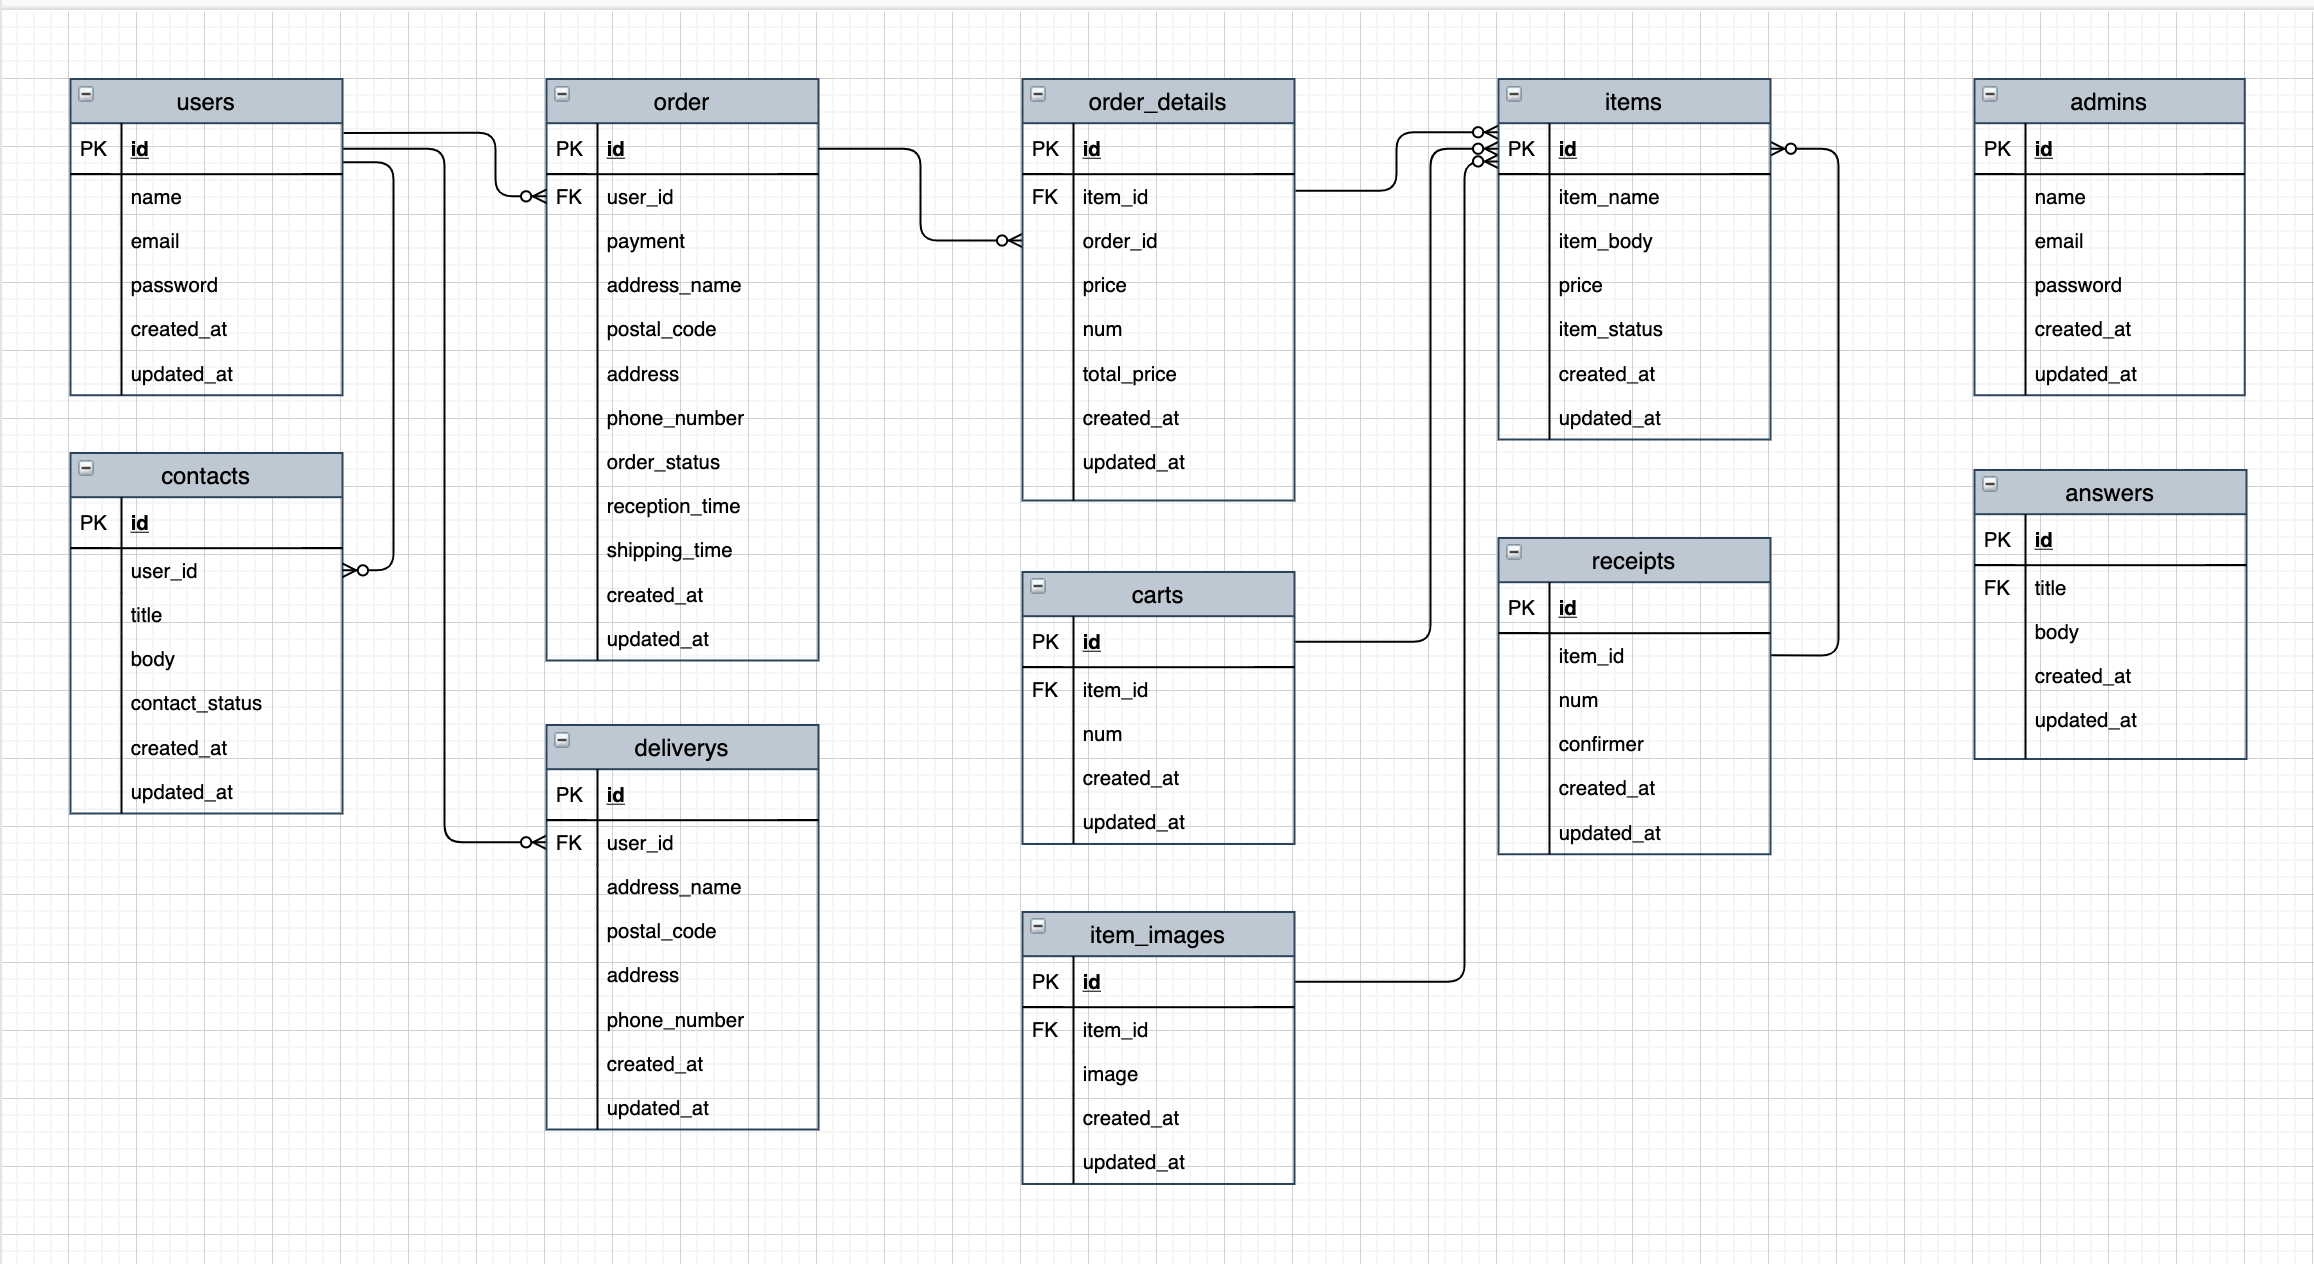 users
PK id
name
email
password
created_at
updated_at
contacts
PK id
user_id
title
body
contact_status
created_at
updated_at
order
PK id
FK user_id
payment
address_name
postal_code
address
phone_number
order_status
reception_time
shipping_time
created_at
updated_at
deliverys
PK id
FK user_id
address_name
postal_code
address
phone_number
created_at
updated_at
order_details
PK id
FK item_id
order_id
price
num
total_price
created_at
updated_at
carts
PK id
FK item_id
num
created_at
updated_at
item_images
PK id
FK item_id
image
created_at
updated_at
items
PK id
item_name
item_body
price
item_status
created_at
updated_at
receipts
PK id
item_id
num
confirmer
created_at
updated_at
admins
PK id
name
email
password
created_at
updated_at
answers
PK id
FK title
body
created_at
updated_at